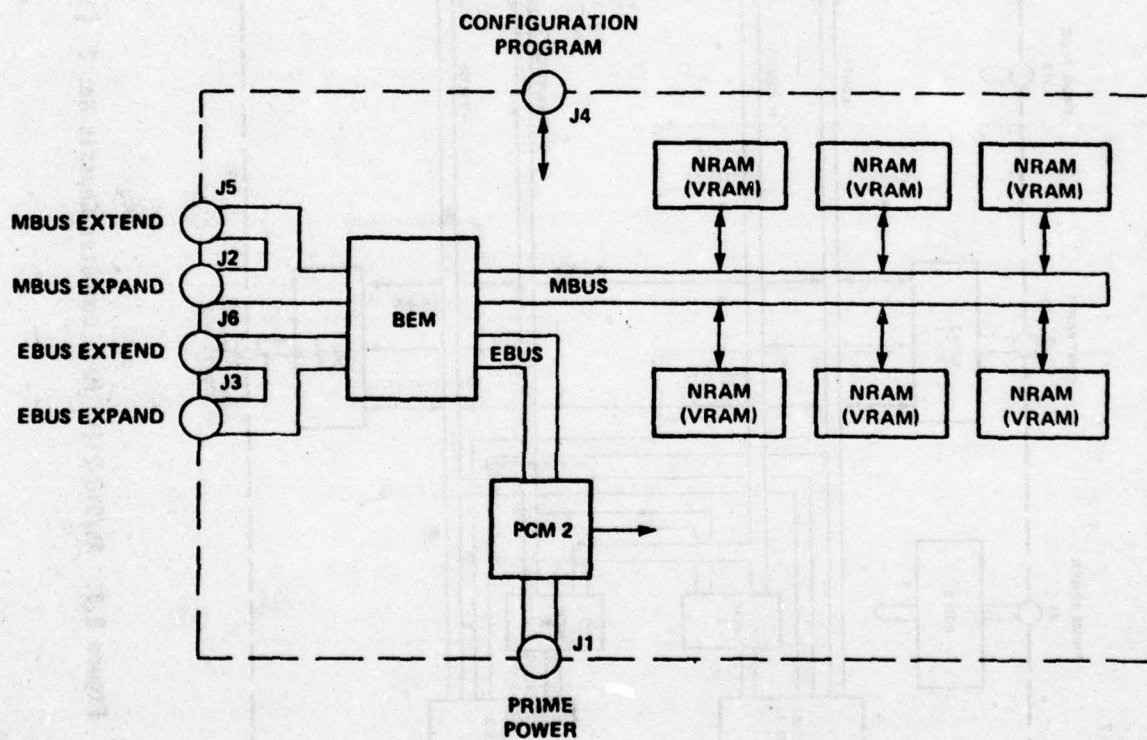 CONFIGURATION
PROGRAM
J4
NRAM
(VRAM)
NRAM
(VRAM)
NRAM
(VRAM)
J5
MBUS EXTEND
J2
MBUS EXPAND
J6
EBUS EXTEND
J3
EBUS EXPAND
BEM
MBUS
EBUS
NRAM
(VRAM)
NRAM
(VRAM)
NRAM
(VRAM)
PCM 2
J1
PRIME
POWER